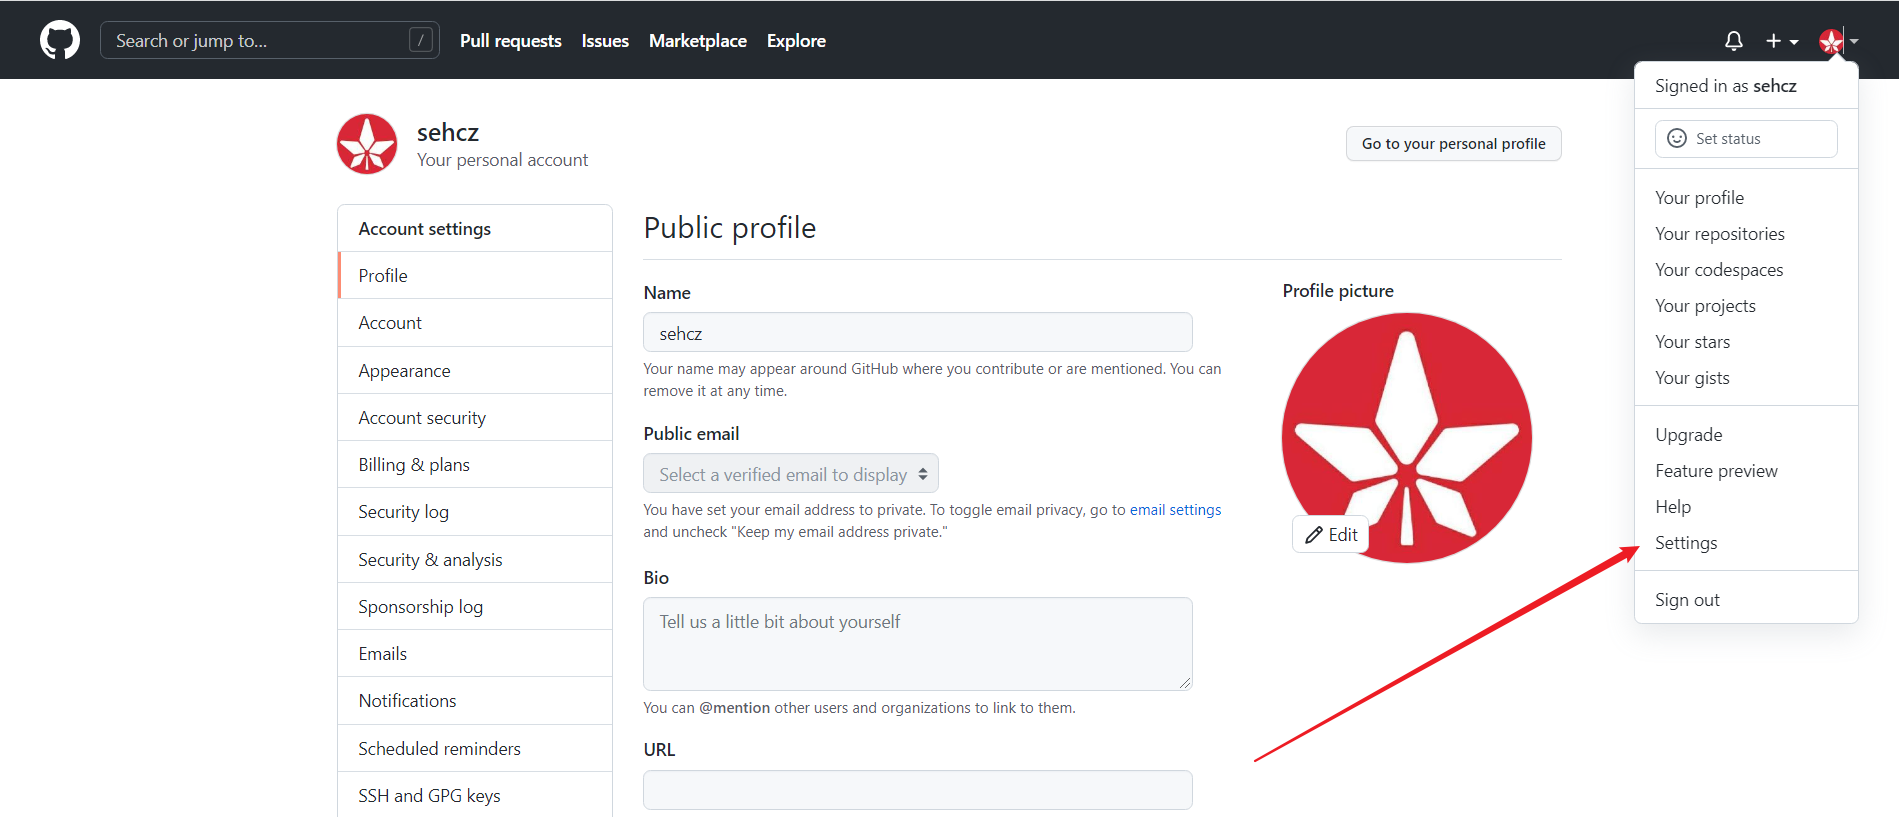 Search or jump to... / Pull requests Issues Marketplace Explore
Signed in as sehcz
Set status
Your profile
Your repositories
Your codespaces
Your projects
Your stars
Your gists
Upgrade
Feature preview
Help
Settings
Sign out
sehcz
Your personal account
Go to your personal profile
Account settings
Profile
Account
Appearance
Account security
Billing & plans
Security log
Security & analysis
Sponsorship log
Emails
Notifications
Scheduled reminders
SSH and GPG keys
Public profile
Name
sehcz
Your name may appear around GitHub where you contribute or are mentioned. You can
remove it at any time.
Public email
Select a verified email to display
You have set your email address to private. To toggle email privacy, go to email settings
and uncheck "Keep my email address private."
Bio
Tell us a little bit about yourself
You can @mention other users and organizations to link to them.
URL
Profile picture
Edit